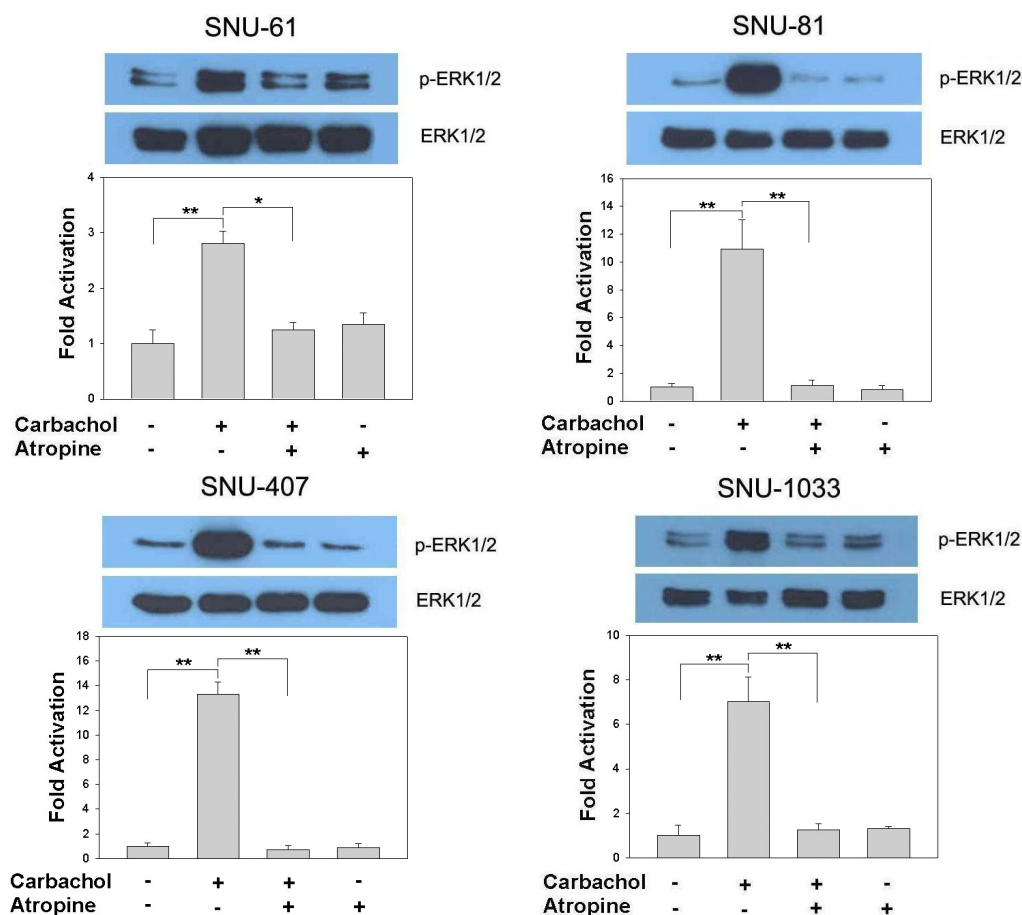 SNU-61
p-ERK1/2
ERK1/2
Fold Activation
4
3
2
1
0
** *
Carbachol - + + -
Atropine - - + +
SNU-81
p-ERK1/2
ERK1/2
Fold Activation
16
14
12
10
8
6
4
2
0
** **
Carbachol - + + -
Atropine - - + +
SNU-407
p-ERK1/2
ERK1/2
Fold Activation
18
16
14
12
10
8
6
4
2
0
** **
Carbachol - + + -
Atropine - - + +
SNU-1033
p-ERK1/2
ERK1/2
Fold Activation
10
8
6
4
2
0
** **
Carbachol - + + -
Atropine - - + +